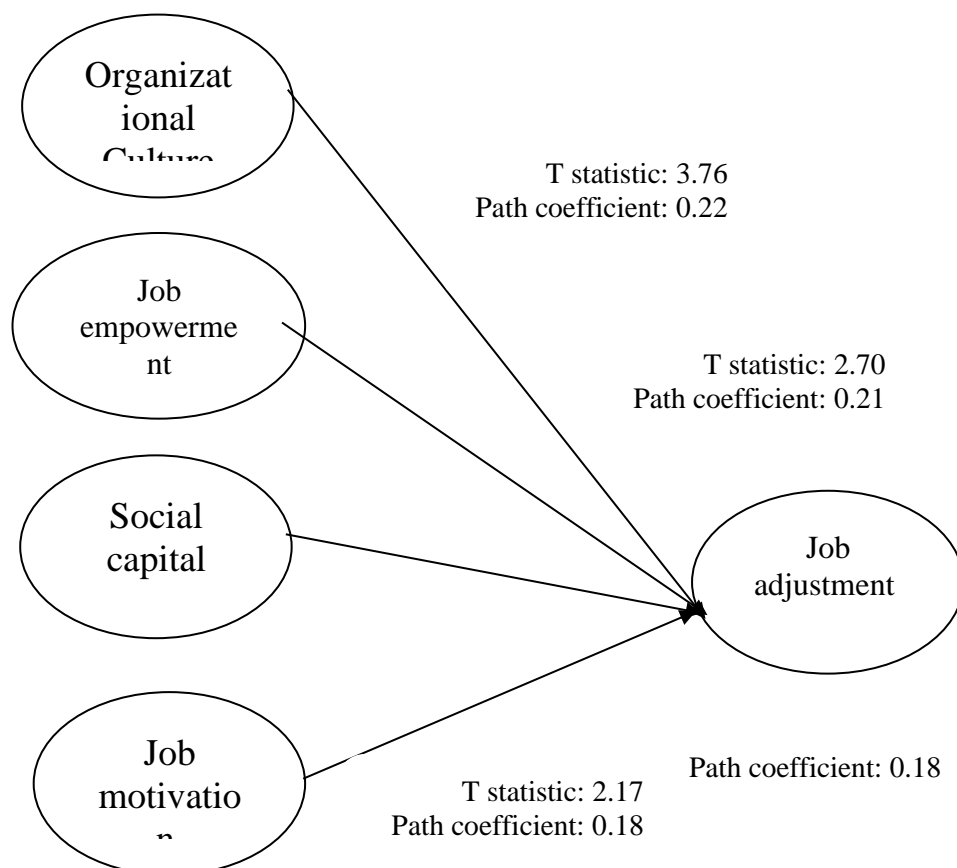 Organizat
ional
Culture
T statistic: 3.76
Path coefficient: 0.22
Job
empowerme
nt
T statistic: 2.70
Path coefficient: 0.21
Social
capital
Job
adjustment
Job
motivatio
n
Path coefficient: 0.18
T statistic: 2.17
Path coefficient: 0.18